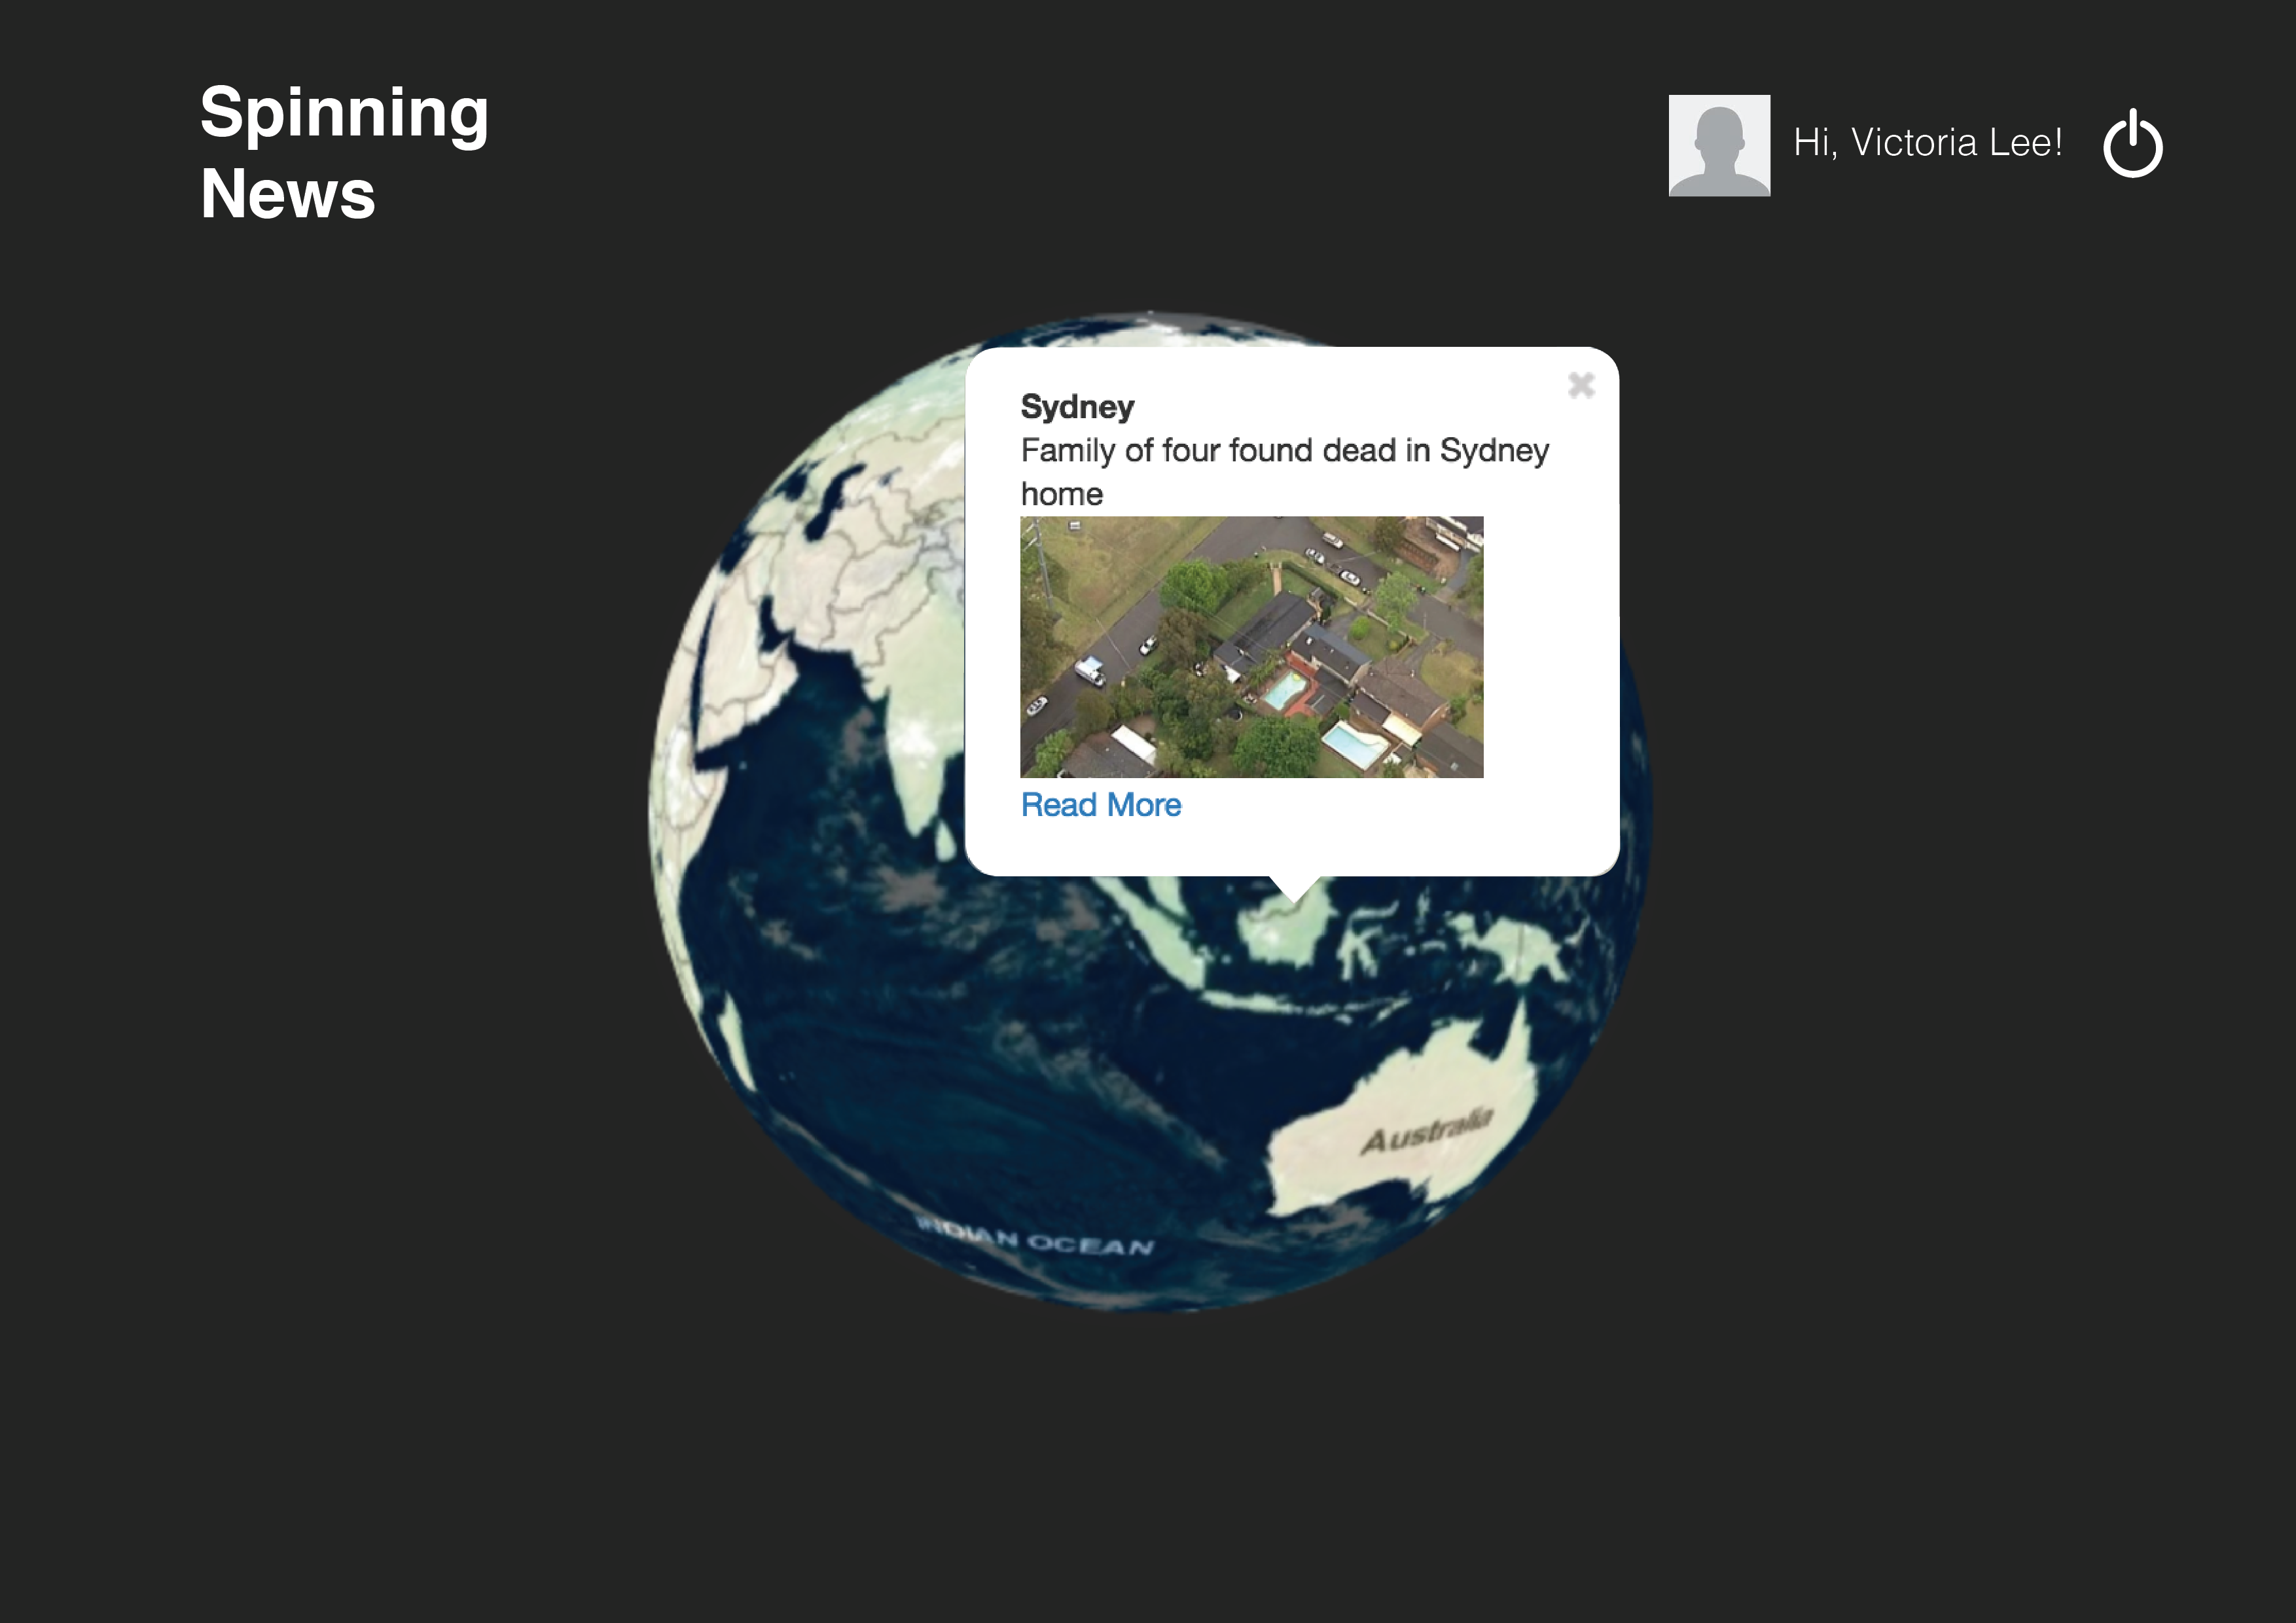 Spinning
News
Hi, Victoria Lee!
Sydney
Family of four found dead in Sydney
home
Read More
Australia
INDIAN OCEAN